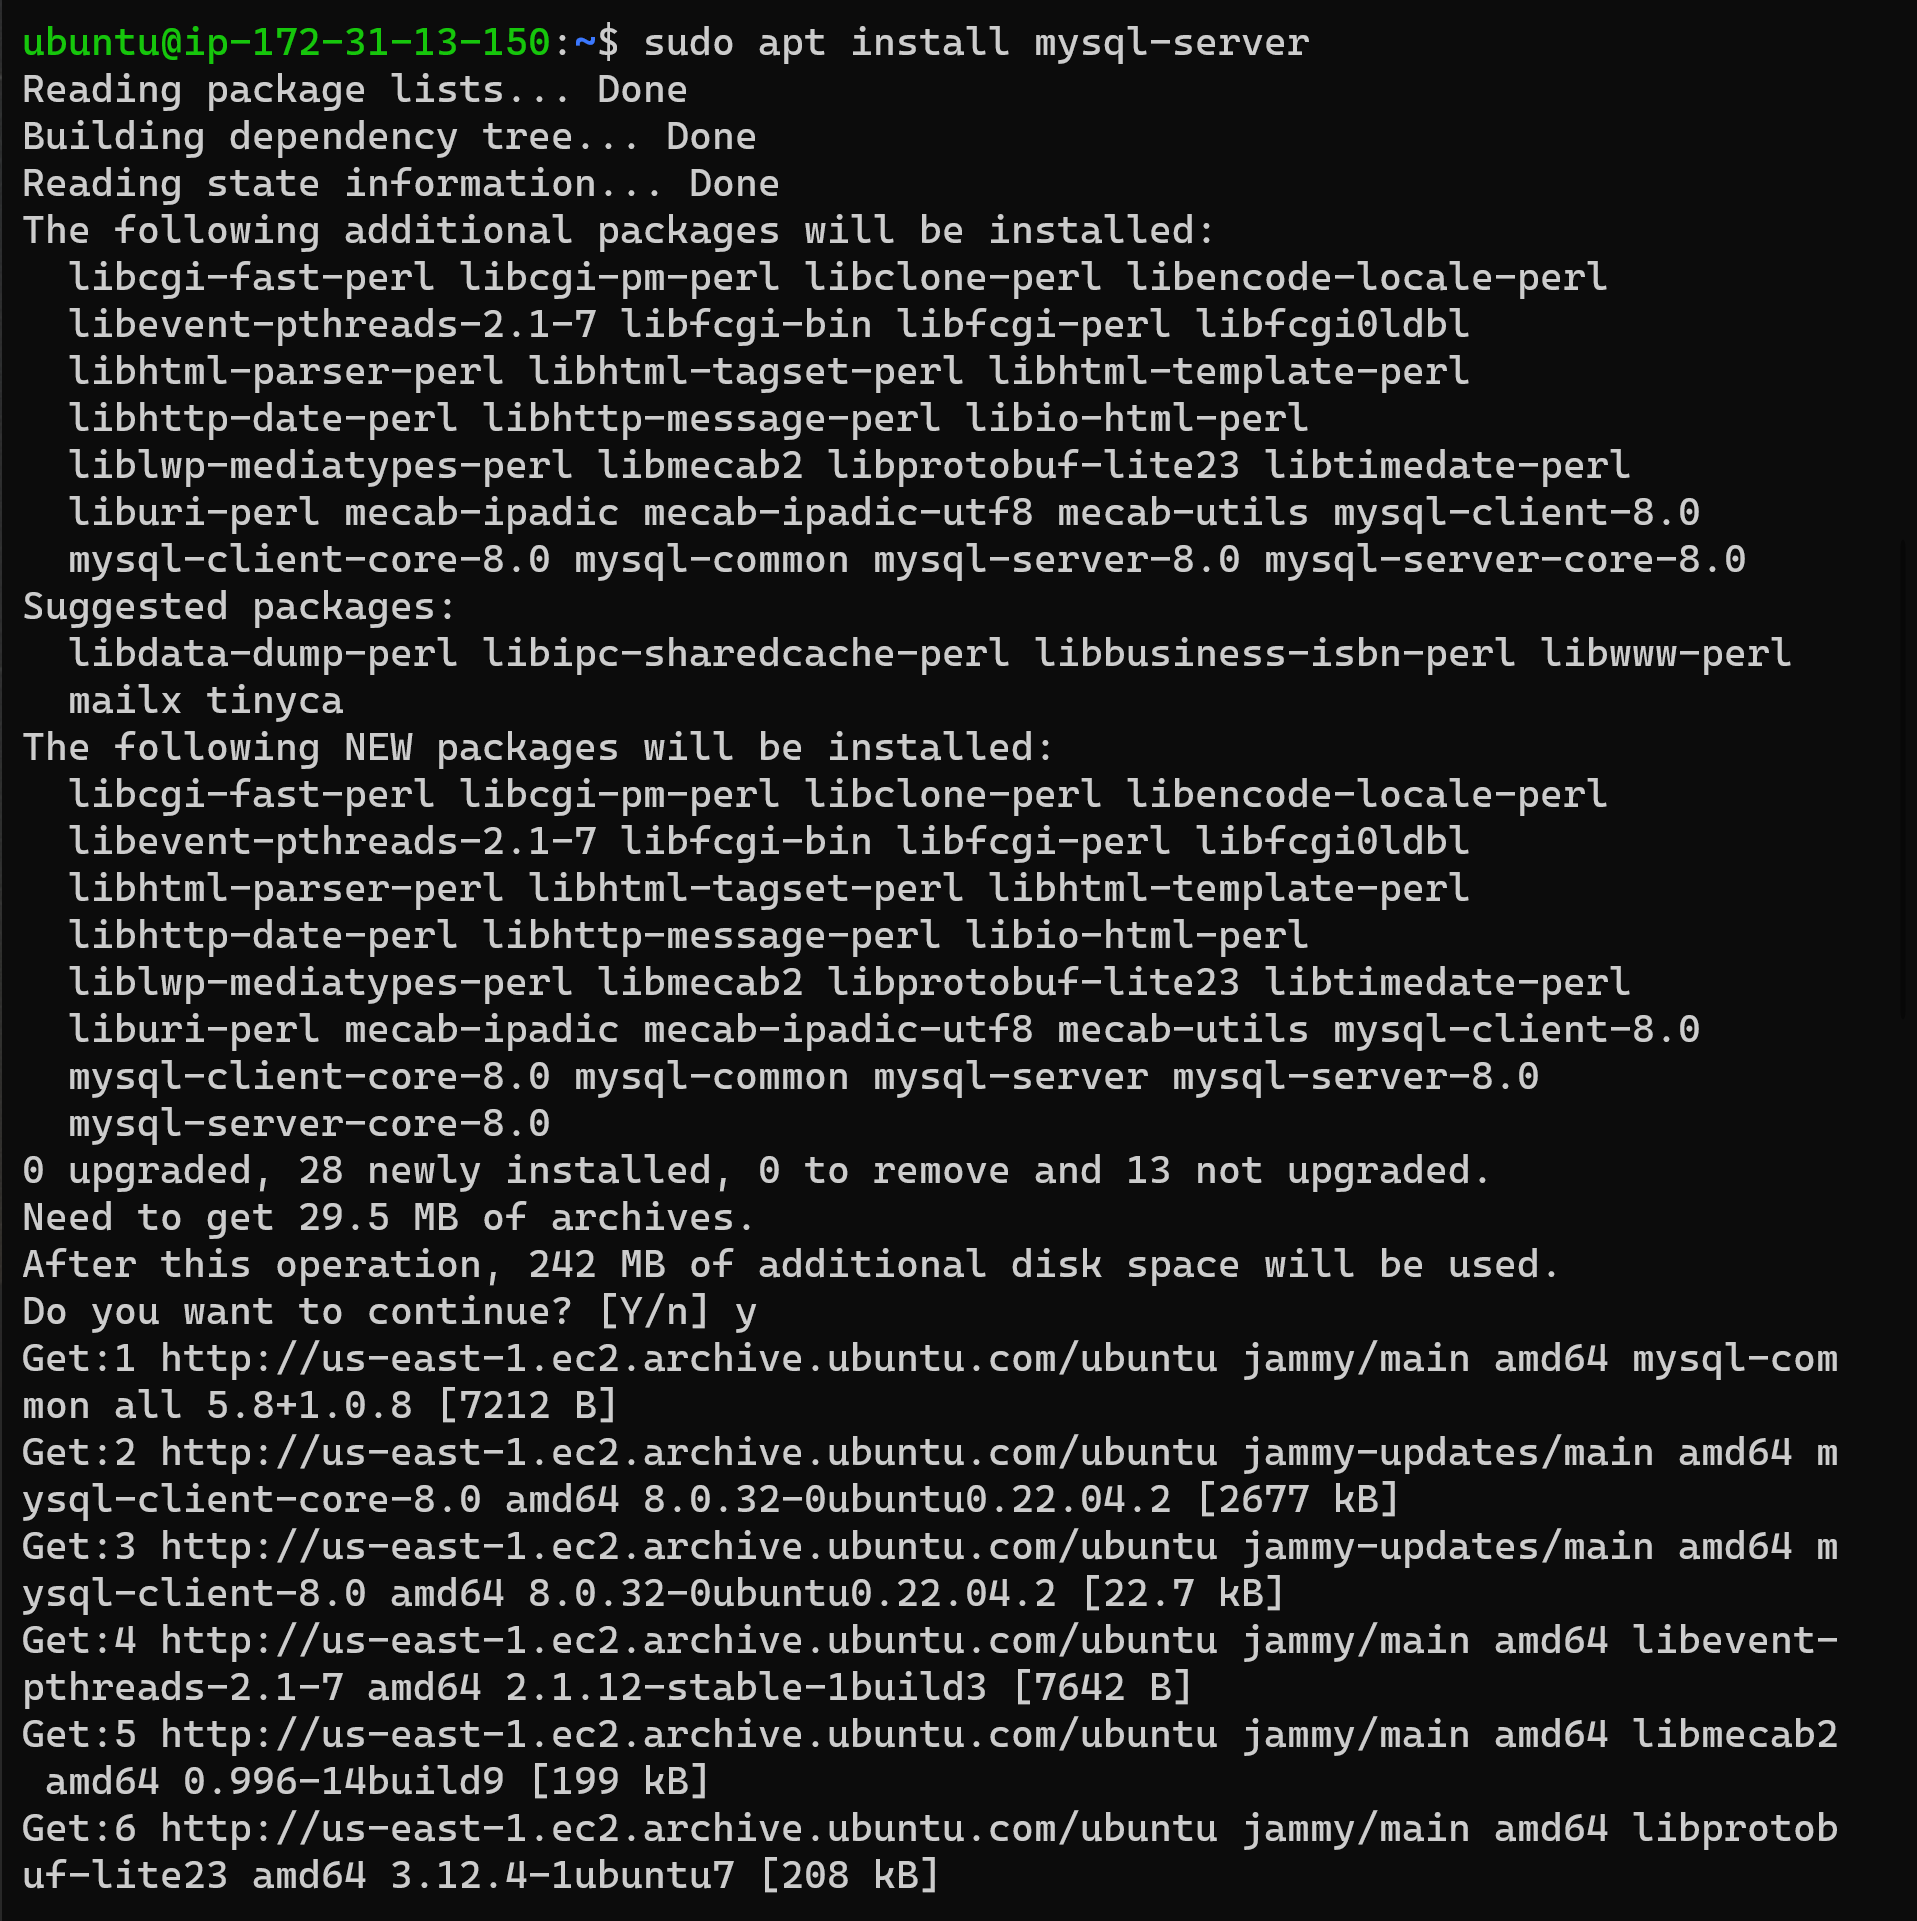 ubuntu@ip-172-31-13-150:~$ sudo apt install mysql-server
Reading package lists... Done
Building dependency tree... Done
Reading state information... Done
The following additional packages will be installed:
  libcgi-fast-perl libcgi-pm-perl libclone-perl libencode-locale-perl
  libevent-pthreads-2.1-7 libfcgi-bin libfcgi-perl libfcgi0ldbl
  libhtml-parser-perl libhtml-tagset-perl libhtml-template-perl
  libhttp-date-perl libhttp-message-perl libio-html-perl
  liblwp-mediatypes-perl libmecab2 libprotobuf-lite23 libtimedate-perl
  liburi-perl mecab-ipadic mecab-ipadic-utf8 mecab-utils mysql-client-8.0
  mysql-client-core-8.0 mysql-common mysql-server-8.0 mysql-server-core-8.0
Suggested packages:
  libdata-dump-perl libipc-sharedcache-perl libbusiness-isbn-perl libwww-perl
  mailx tinyca
The following NEW packages will be installed:
  libcgi-fast-perl libcgi-pm-perl libclone-perl libencode-locale-perl
  libevent-pthreads-2.1-7 libfcgi-bin libfcgi-perl libfcgi0ldbl
  libhtml-parser-perl libhtml-tagset-perl libhtml-template-perl
  libhttp-date-perl libhttp-message-perl libio-html-perl
  liblwp-mediatypes-perl libmecab2 libprotobuf-lite23 libtimedate-perl
  liburi-perl mecab-ipadic mecab-ipadic-utf8 mecab-utils mysql-client-8.0
  mysql-client-core-8.0 mysql-common mysql-server mysql-server-8.0
  mysql-server-core-8.0
0 upgraded, 28 newly installed, 0 to remove and 13 not upgraded.
Need to get 29.5 MB of archives.
After this operation, 242 MB of additional disk space will be used.
Do you want to continue? [Y/n] y
Get:1 http://us-east-1.ec2.archive.ubuntu.com/ubuntu jammy/main amd64 mysql-com
mon all 5.8+1.0.8 [7212 B]
Get:2 http://us-east-1.ec2.archive.ubuntu.com/ubuntu jammy-updates/main amd64 m
ysql-client-core-8.0 amd64 8.0.32-0ubuntu0.22.04.2 [2677 kB]
Get:3 http://us-east-1.ec2.archive.ubuntu.com/ubuntu jammy-updates/main amd64 m
ysql-client-8.0 amd64 8.0.32-0ubuntu0.22.04.2 [22.7 kB]
Get:4 http://us-east-1.ec2.archive.ubuntu.com/ubuntu jammy/main amd64 libevent-
pthreads-2.1-7 amd64 2.1.12-stable-1build3 [7642 B]
Get:5 http://us-east-1.ec2.archive.ubuntu.com/ubuntu jammy/main amd64 libmecab2
 amd64 0.996-14build9 [199 kB]
Get:6 http://us-east-1.ec2.archive.ubuntu.com/ubuntu jammy/main amd64 libprotob
uf-lite23 amd64 3.12.4-1ubuntu7 [208 kB]